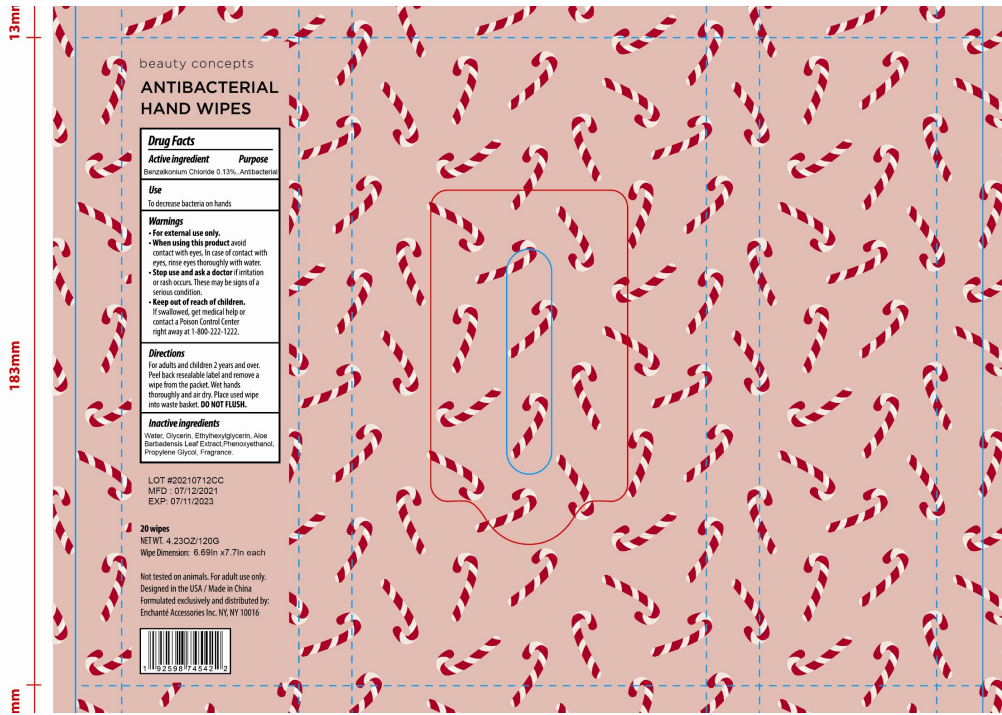 13mm
beauty concepts
ANTIBACTERIAL
HAND WIPES
Drug Facts
Active ingredient Purpose
Benzalkonium Chloride 0.13%..Antibacterial
Use
To decrease bacteria on hands
Warnings
• For external use only.
• When using this product avoid
contact with eyes. In case of contact with
eyes, rinse eyes thoroughly with water.
• Stop use and ask a doctor if irritation
or rash occurs. These may be signs of a
serious condition.
• Keep out of reach of children.
If swallowed, get medical help or
contact a Poison Control Center
right away at 1-800-222-1222.
183mm
Directions
For adults and children 2 years and over.
Peel back resealable label and remove a
wipe from the packet. Wet hands
thoroughly and air dry. Place used wipe
into waste basket. DO NOT FLUSH.
Inactive ingredients
Water, Glycerin, Ethylhexylglycerin, Aloe
Barbadensis Leaf Extract,Phenoxyethanol,
Propylene Glycol, Fragrance.
LOT #20210712CC
MFD : 07/12/2021
EXP: 07/11/2023
20 wipes
NET WT. 4.23OZ/120G
Wipe Dimension: 6.69In x7.7In each
Not tested on animals. For adult use only.
Designed in the USA / Made in China
Formulated exclusively and distributed by:
Enchanté Accessories Inc. NY, NY 10016
1 92598 74542 2